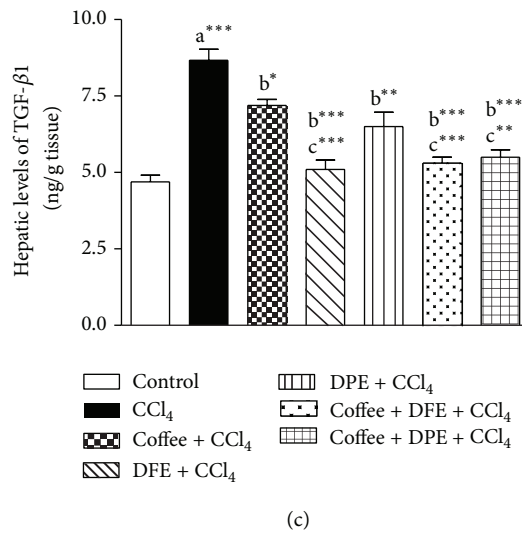 Hepatic levels of TGF-β1
(ng/g tissue)
10.0
7.5
5.0
2.5
0.0
a***
b*
b***
c***
b**
b***
c***
b***
c**
Control
CCl₄
Coffee + CCl₄
DFE + CCl₄
DPE + CCl₄
Coffee + DFE + CCl₄
Coffee + DPE + CCl₄
(c)